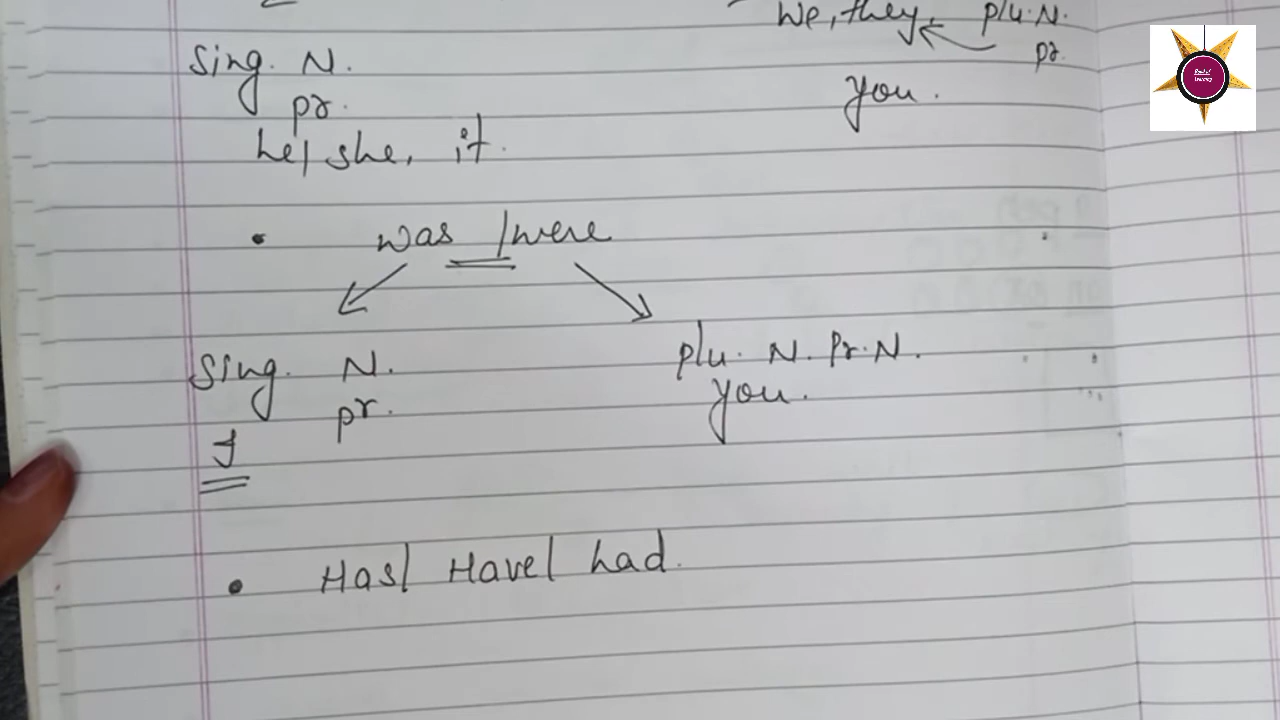 We, they, plu. N.
Sing. N.
pr.
pr.
you.
he/ she, it.
• was /were
Sing. N.
plu. N. Pr. N.
pr.
you.
I
• Has/ Have/ had.